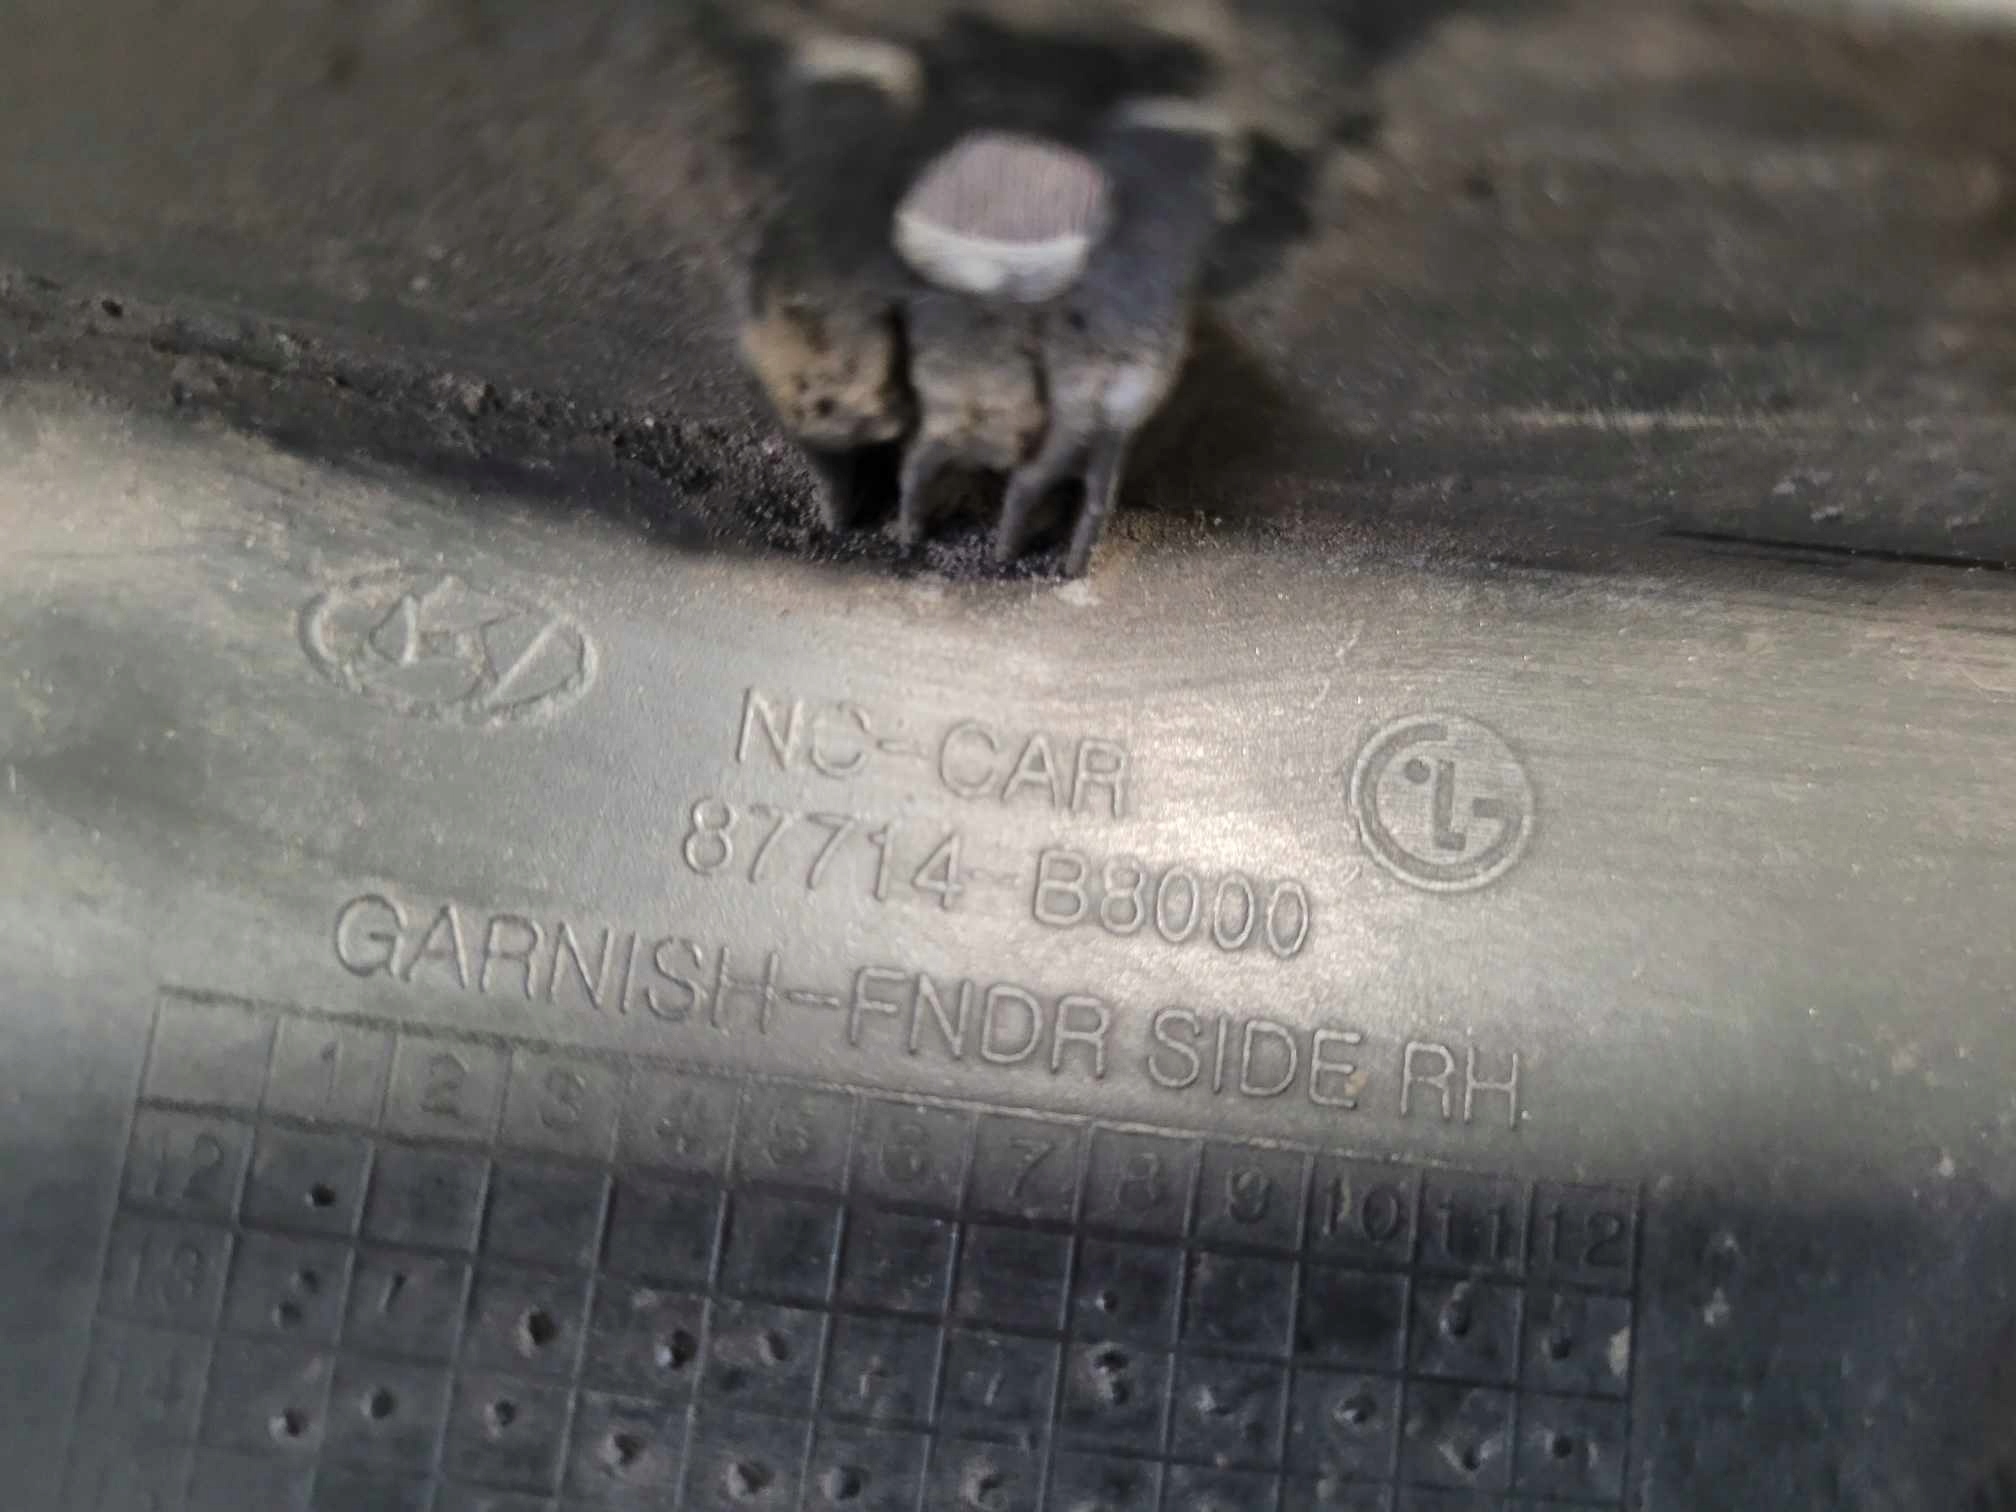 NC-CAR
LG
87714-B8000
GARNISH-FNDR SIDE RH
1 2 3 4 5 6 7 8 9 10 11 12
12
13